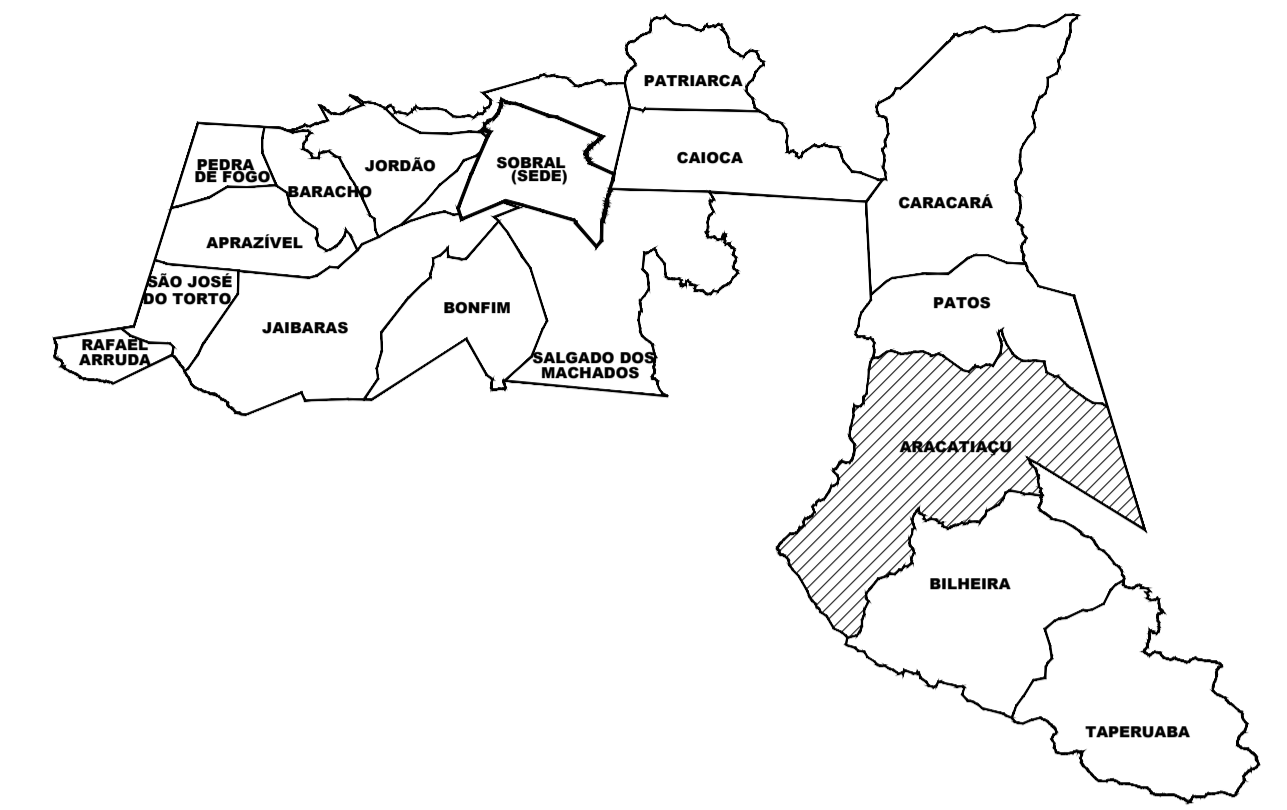 PATRIARCA
CAIOCA
SOBRAL
(SEDE)
JORDÃO
PEDRA
DE FOGO
BARACHO
CARACARÁ
APRAZÍVEL
SÃO JOSÉ
DO TORTO
PATOS
BONFIM
JAIBARAS
RAFAEL
ARRUDA
SALGADO DOS
MACHADOS
ARACATIAÇU
BILHEIRA
TAPERUABA